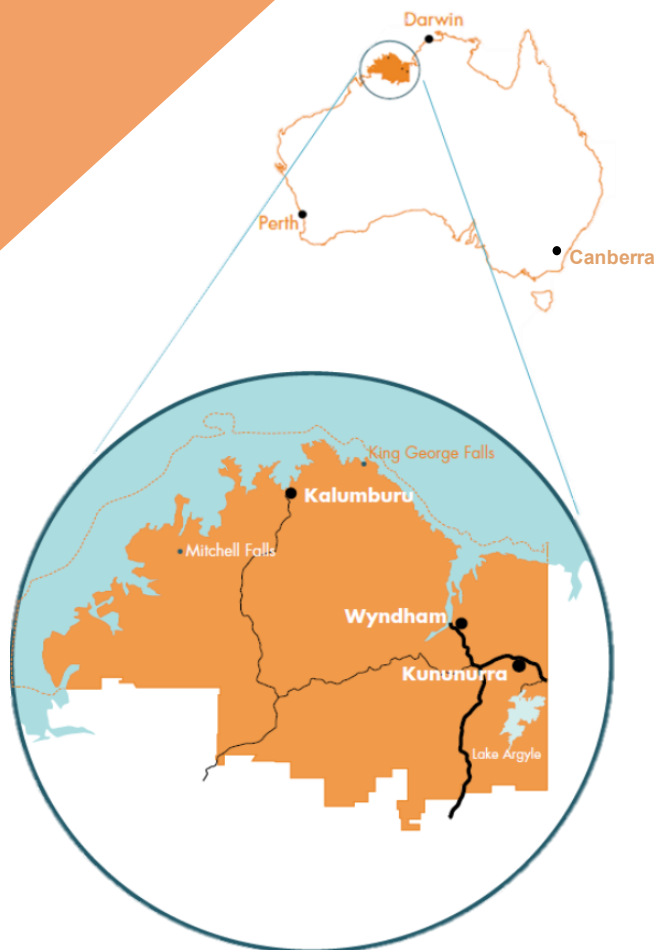 Darwin
Perth
Canberra
King George Falls
Kalumburu
Mitchell Falls
Wyndham
Kununurra
Lake Argyle